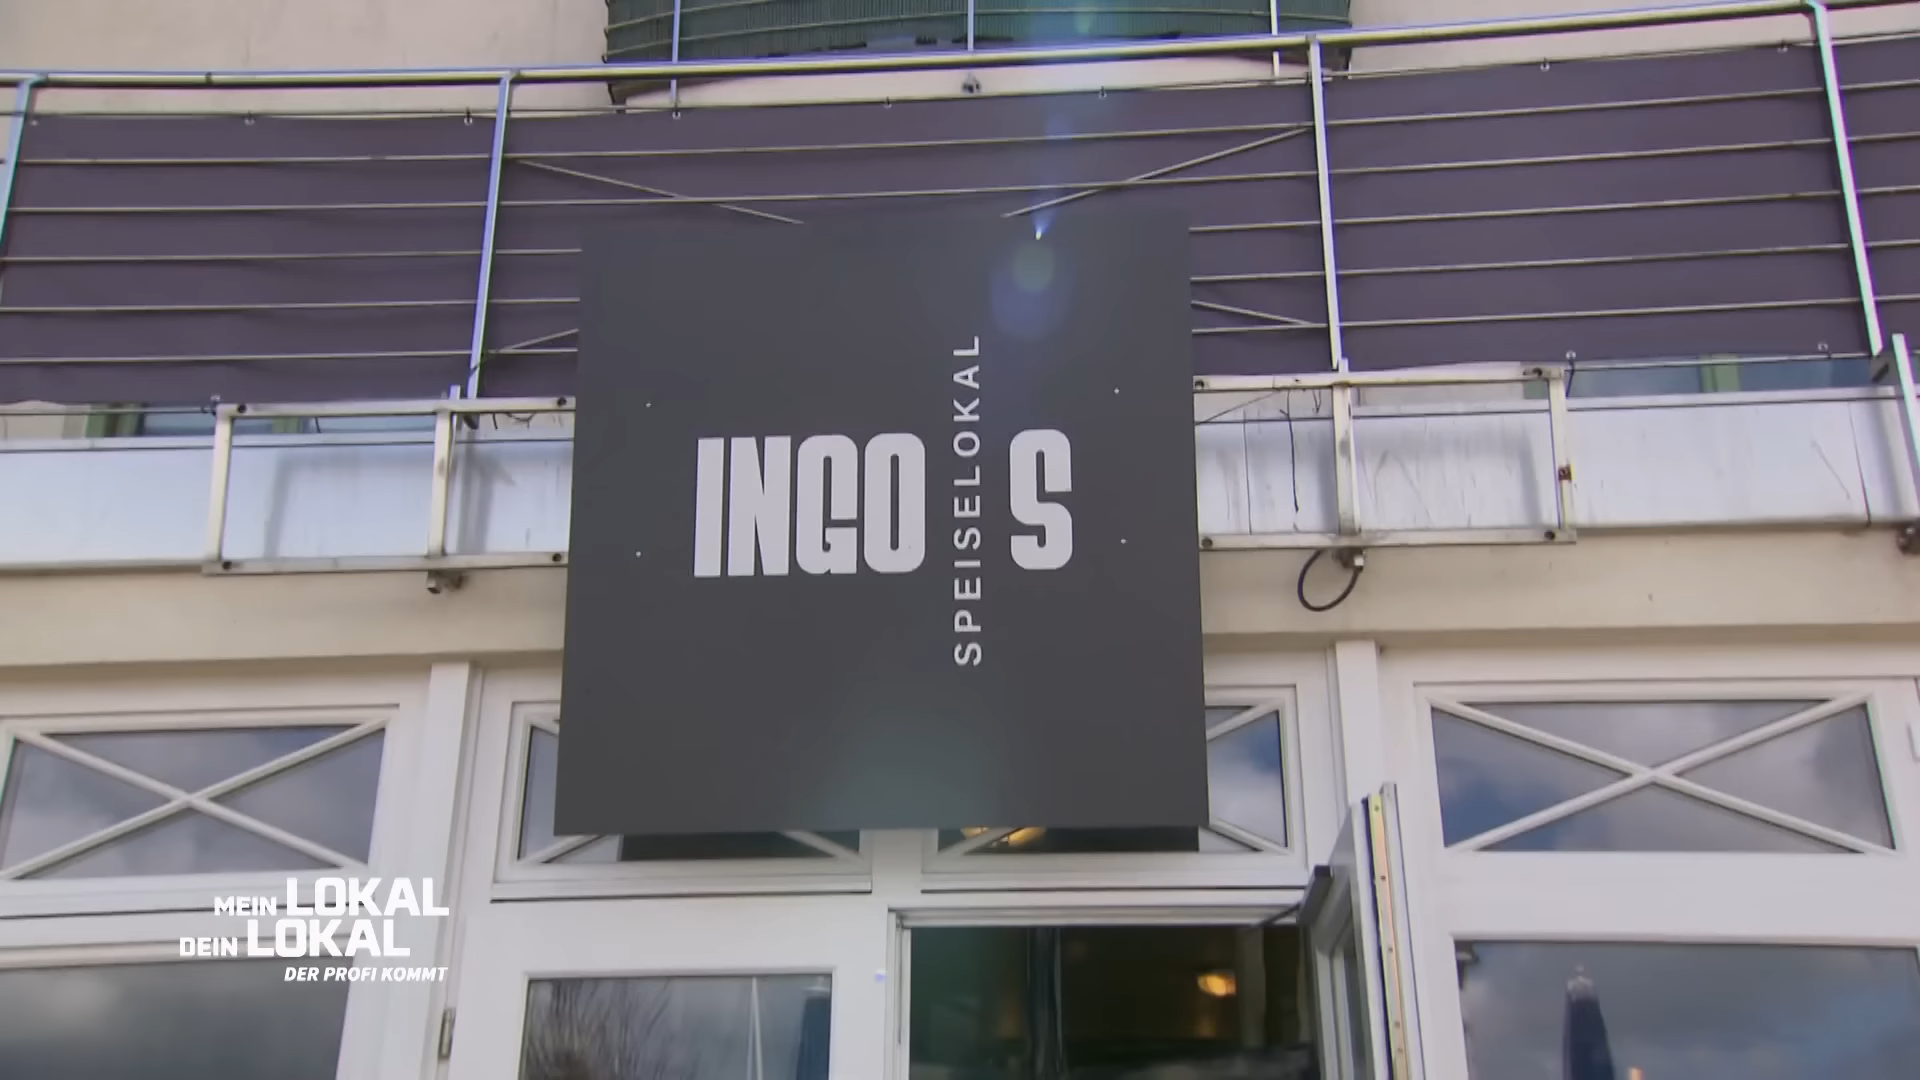 INGO S
SPEISELOKAL
MEIN LOKAL
DEIN LOKAL
DER PROFI KOMMT